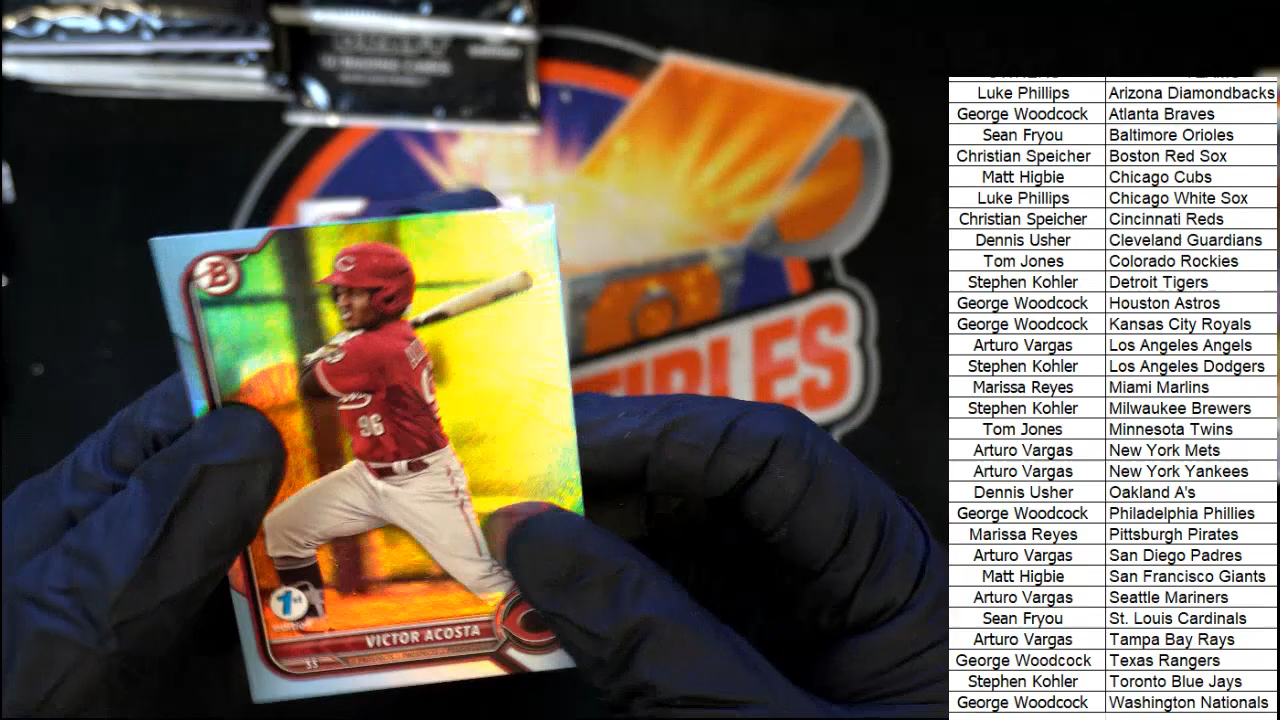 TRADING CARDS
B
C
96
1st
Edition
VICTOR ACOSTA
SS
C
IBLES
Luke Phillips Arizona Diamondbacks
George Woodcock Atlanta Braves
Sean Fryou Baltimore Orioles
Christian Speicher Boston Red Sox
Matt Higbie Chicago Cubs
Luke Phillips Chicago White Sox
Christian Speicher Cincinnati Reds
Dennis Usher Cleveland Guardians
Tom Jones Colorado Rockies
Stephen Kohler Detroit Tigers
George Woodcock Houston Astros
George Woodcock Kansas City Royals
Arturo Vargas Los Angeles Angels
Stephen Kohler Los Angeles Dodgers
Marissa Reyes Miami Marlins
Stephen Kohler Milwaukee Brewers
Tom Jones Minnesota Twins
Arturo Vargas New York Mets
Arturo Vargas New York Yankees
Dennis Usher Oakland A's
George Woodcock Philadelphia Phillies
Marissa Reyes Pittsburgh Pirates
Arturo Vargas San Diego Padres
Matt Higbie San Francisco Giants
Arturo Vargas Seattle Mariners
Sean Fryou St. Louis Cardinals
Arturo Vargas Tampa Bay Rays
George Woodcock Texas Rangers
Stephen Kohler Toronto Blue Jays
George Woodcock Washington Nationals